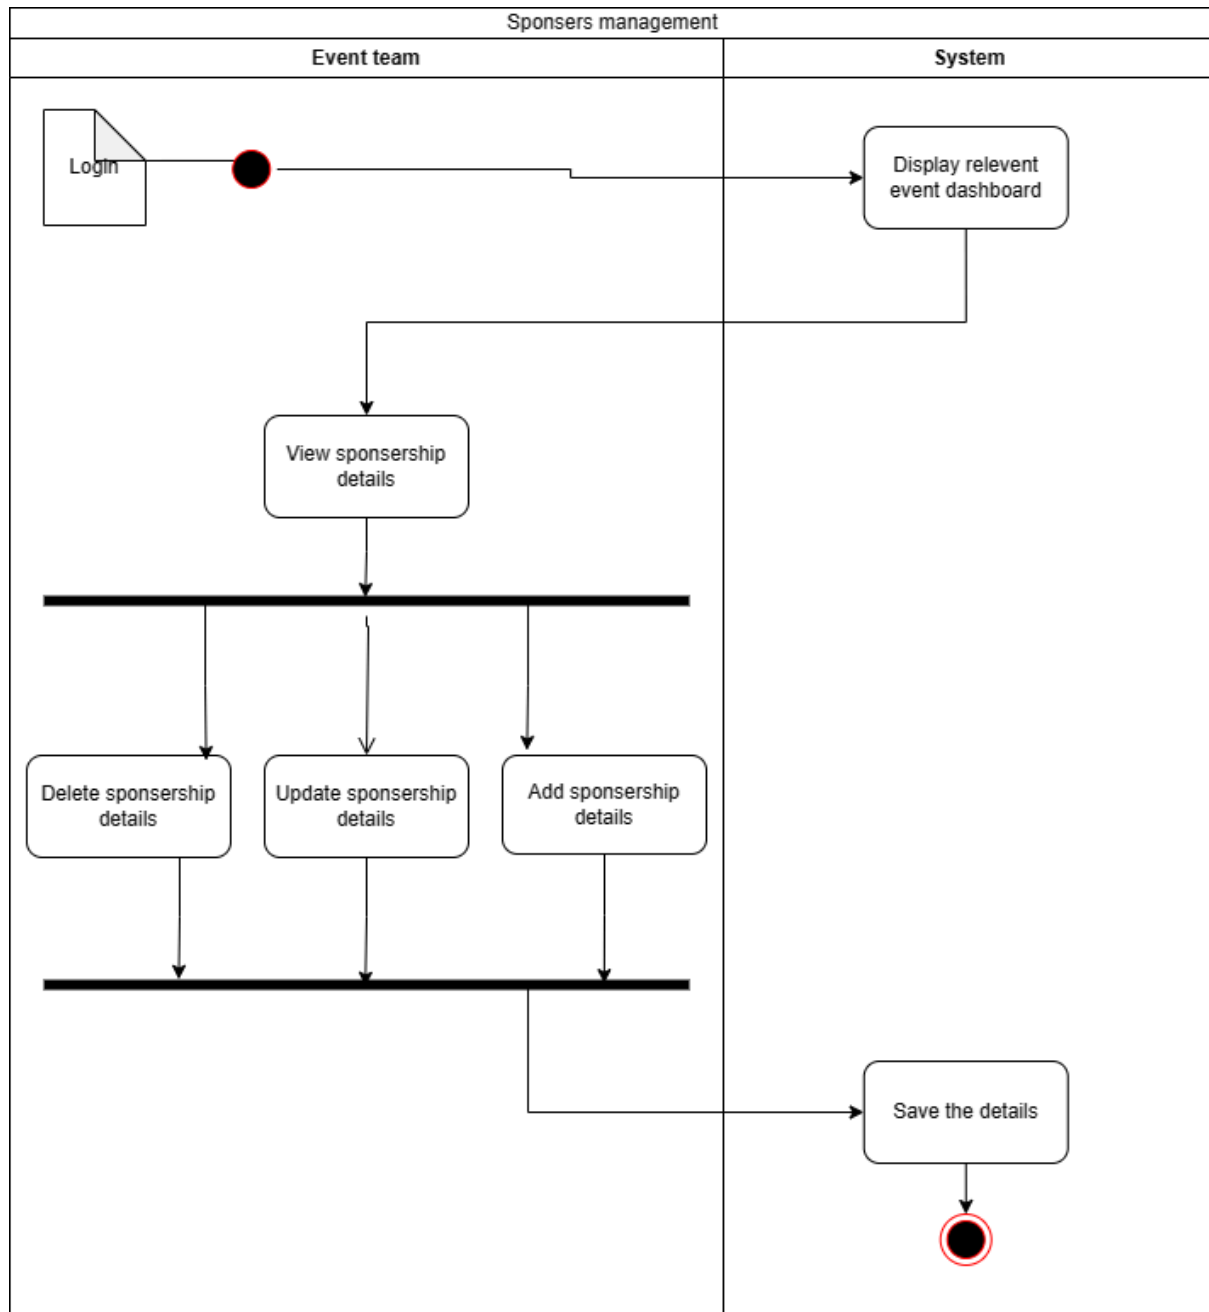 Sponsers management
Event team
System
Login
Display relevent
event dashboard
View sponsership
details
Delete sponsership
details
Update sponsership
details
Add sponsership
details
Save the details